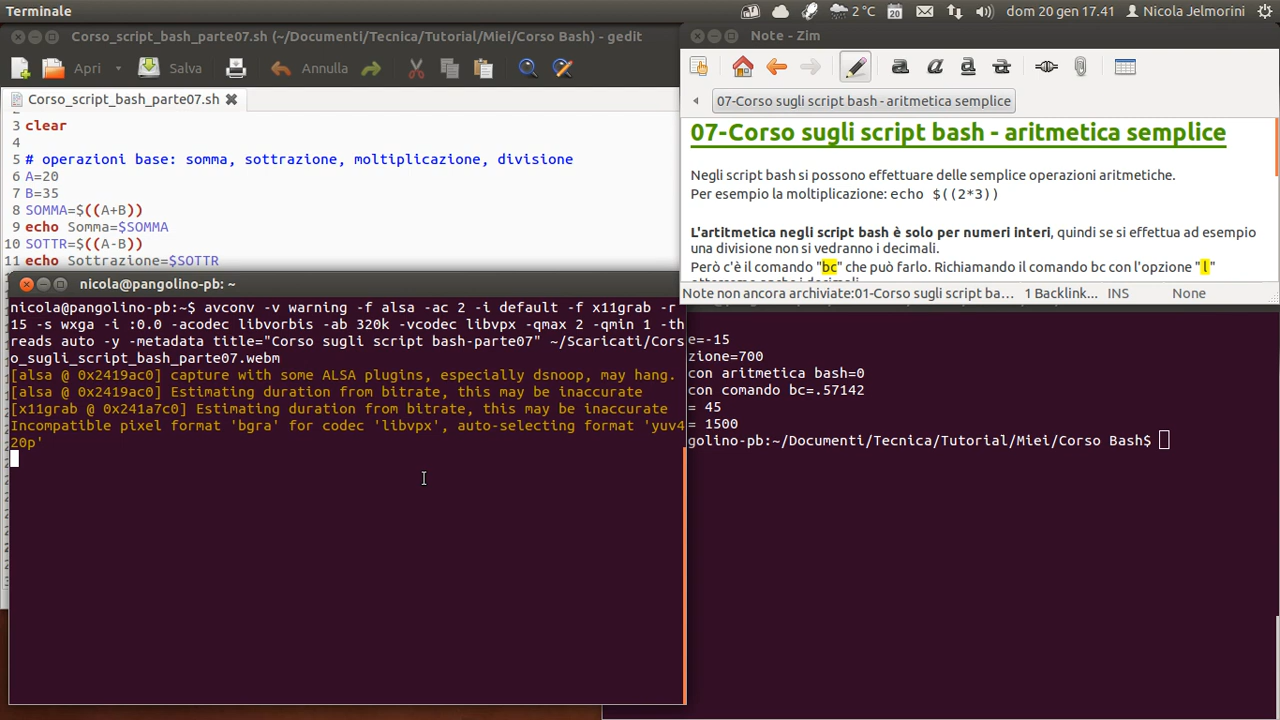 Terminale
2 °C
20
dom 20 gen 17.41
Nicola Jelmorini
Corso_script_bash_parte07.sh (~/Documenti/Tecnica/Tutorial/Miei/Corso Bash) - gedit
Apri
Salva
Annulla
Corso_script_bash_parte07.sh
3 clear
4
5 # operazioni base: somma, sottrazione, moltiplicazione, divisione
6 A=20
7 B=35
8 SOMMA=$((A+B))
9 echo Somma=$SOMMA
10 SOTTR=$((A-B))
11 echo Sottrazione=$SOTTR
Note - Zim
07-Corso sugli script bash - aritmetica semplice
07-Corso sugli script bash - aritmetica semplice
Negli script bash si possono effettuare delle semplice operazioni aritmetiche.
Per esempio la moltiplicazione: echo $((2*3))
L'artitmetica negli script bash è solo per numeri interi, quindi se si effettua ad esempio
una divisione non si vedranno i decimali.
Però c'è il comando "bc" che può farlo. Richiamando il comando bc con l'opzione "l"
Note non ancora archiviate:01-Corso sugli script ba...
1 Backlink...
INS
None
nicola@pangolino-pb: ~
nicola@pangolino-pb:~$ avconv -v warning -f alsa -ac 2 -i default -f x11grab -r
15 -s wxga -i :0.0 -acodec libvorbis -ab 320k -vcodec libvpx -qmax 2 -qmin 1 -th
reads auto -y -metadata title="Corso sugli script bash-parte07" ~/Scaricati/Cors
o_sugli_script_bash_parte07.webm
[alsa @ 0x2419ac0] capture with some ALSA plugins, especially dsnoop, may hang.
[alsa @ 0x2419ac0] Estimating duration from bitrate, this may be inaccurate
[x11grab @ 0x241a7c0] Estimating duration from bitrate, this may be inaccurate
Incompatible pixel format 'bgra' for codec 'libvpx', auto-selecting format 'yuv4
20p'
e=-15
zione=700
con aritmetica bash=0
con comando bc=.57142
= 45
= 1500
golino-pb:~/Documenti/Tecnica/Tutorial/Miei/Corso Bash$